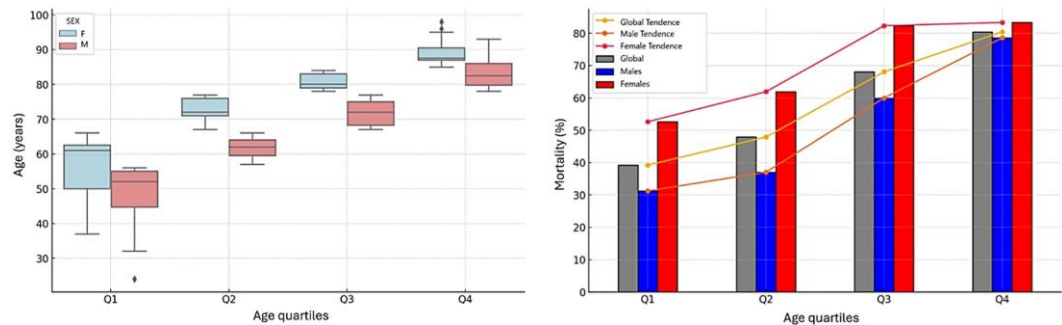 SEX
F
M
100
90
80
70
60
50
40
30
Age (years)
Q1 Q2 Q3 Q4
Age quartiles
Global Tendence
Male Tendence
Female Tendence
Global
Males
Females
80
70
60
50
40
30
20
10
0
Mortality (%)
Q1 Q2 Q3 Q4
Age quartiles